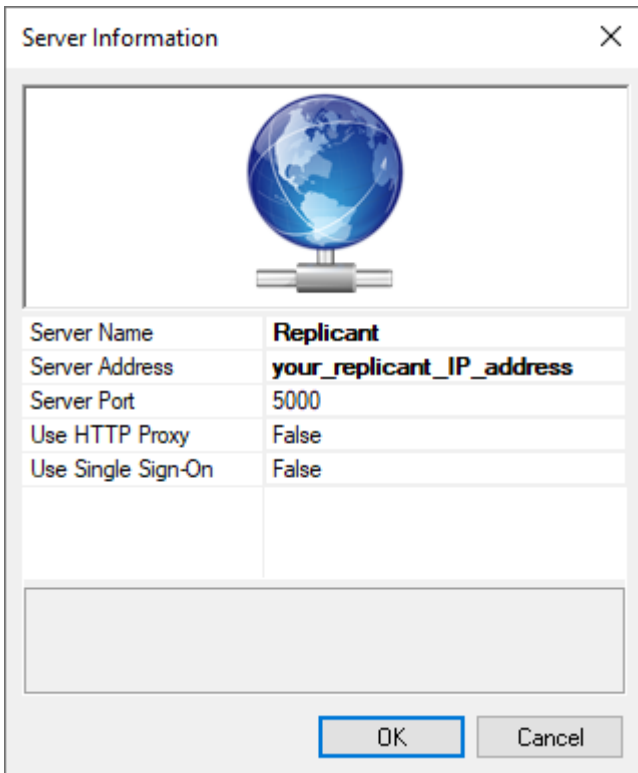 Server Information
Server Name Replicant
Server Address your_replicant_IP_address
Server Port 5000
Use HTTP Proxy False
Use Single Sign-On False
OK Cancel